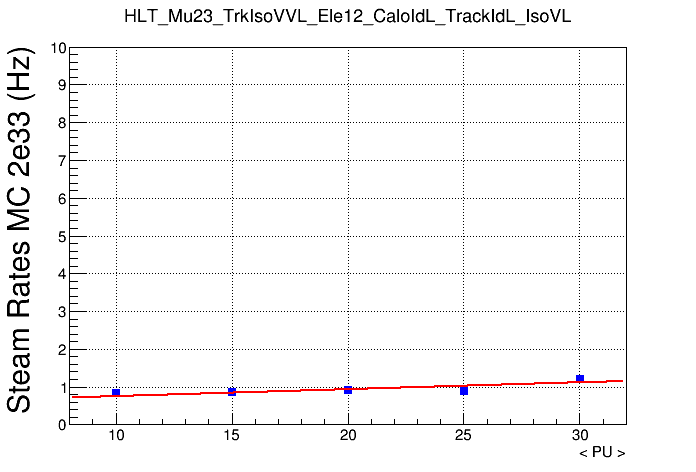 HLT_Mu23_TrkIsoVVL_Ele12_CaloIdL_TrackIdL_IsoVL
Steam Rates MC 2e33 (Hz)
10
9
8
7
6
5
4
3
2
1
0
10 15 20 25 30
< PU >